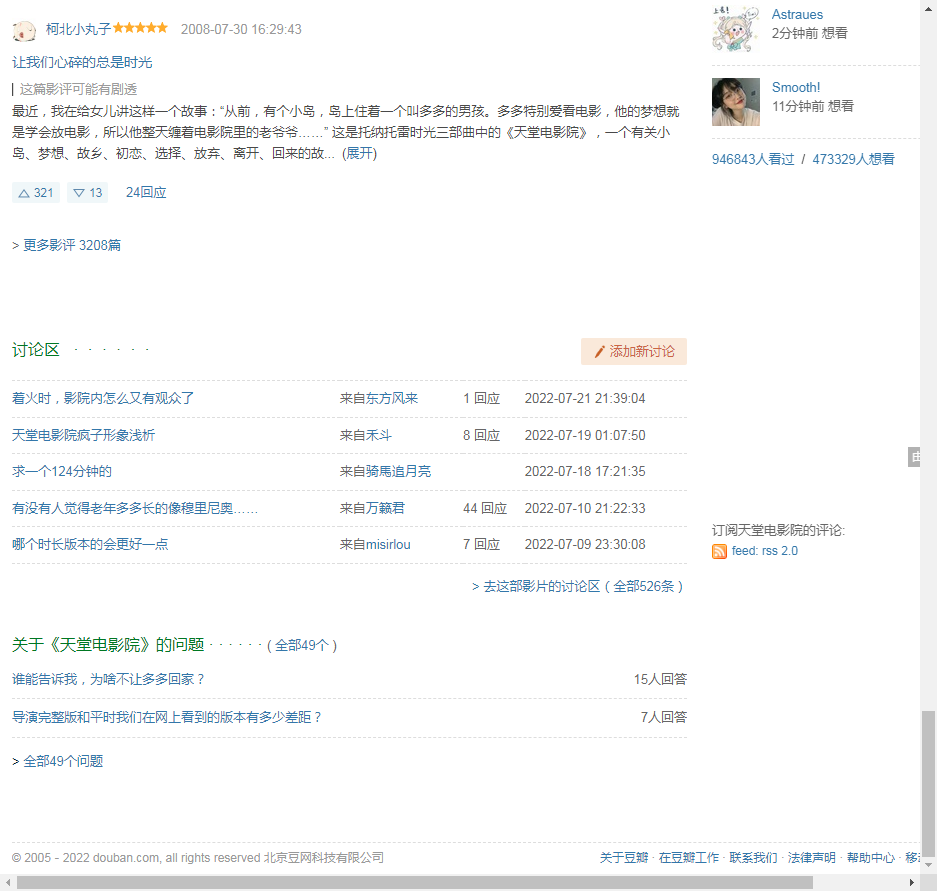 柯北小丸子 2008-07-30 16:29:43
让我们心碎的总是时光
这篇影评可能有剧透
最近，我在给女儿讲这样一个故事：“从前，有个小岛，岛上住着一个叫多多的男孩。多多特别爱看电影，他的梦想就
是学会放电影，所以他整天缠着电影院里的老爷爷……” 这是托纳托雷时光三部曲中的《天堂电影院》，一个有关小
岛、梦想、故乡、初恋、选择、放弃、离开、回来的故... (展开)
321 13 24回应
> 更多影评 3208篇
讨论区 · · · · · ·
添加新讨论
着火时，影院内怎么又有观众了 来自东方风来 1 回应 2022-07-21 21:39:04
天堂电影院疯子形象浅析 来自禾斗 8 回应 2022-07-19 01:07:50
求一个124分钟的 来自骑馬追月亮 2022-07-18 17:21:35
有没有人觉得老年多多长的像穆里尼奥…… 来自万籁君 44 回应 2022-07-10 21:22:33
哪个时长版本的会更好一点 来自misirlou 7 回应 2022-07-09 23:30:08
> 去这部影片的讨论区（全部526条）
关于《天堂电影院》的问题 · · · · · · ( 全部49个 )
谁能告诉我，为啥不让多多回家？ 15人回答
导演完整版和平时我们在网上看到的版本有多少差距？ 7人回答
> 全部49个问题
Astraues
2分钟前 想看
Smooth!
11分钟前 想看
946843人看过 / 473329人想看
订阅天堂电影院的评论:
feed: rss 2.0
© 2005－2022 douban.com, all rights reserved 北京豆网科技有限公司
关于豆瓣 · 在豆瓣工作 · 联系我们 · 法律声明 · 帮助中心 · 移